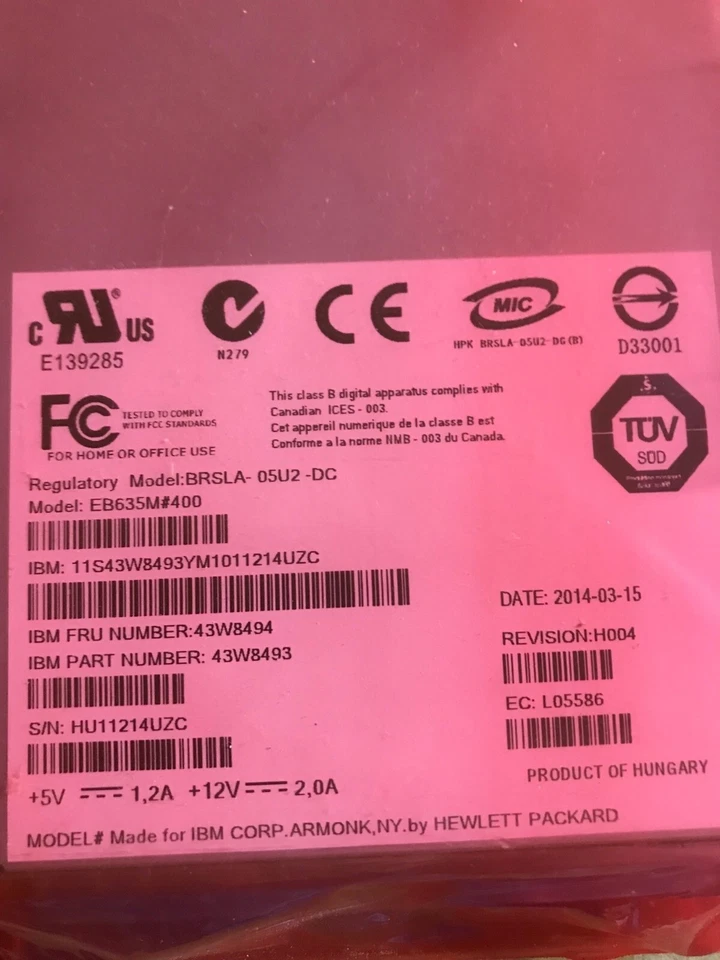 c RU® US
E139285
N279
CE
MIC
HPK BRSLA-05U2-DC (B)
D33001
FC
TESTED TO COMPLY
WITH FCC STANDARDS
FOR HOME OR OFFICE USE
This class B digital apparatus complies with
Canadian ICES - 003.
Cet appareil numerique de la classe B est
Conforme a la norme NMB - 003 du Canada.
TÜV
SÜD
Regulatory Model:BRSLA- 05U2 -DC
Model: EB635M#400
IBM: 11S43W8493YM1011214UZC
IBM FRU NUMBER:43W8494
IBM PART NUMBER: 43W8493
S/N: HU11214UZC
DATE: 2014-03-15
REVISION:H004
EC: L05586
PRODUCT OF HUNGARY
+5V 1,2A +12V 2,0A
MODEL# Made for IBM CORP.ARMONK,NY.by HEWLETT PACKARD